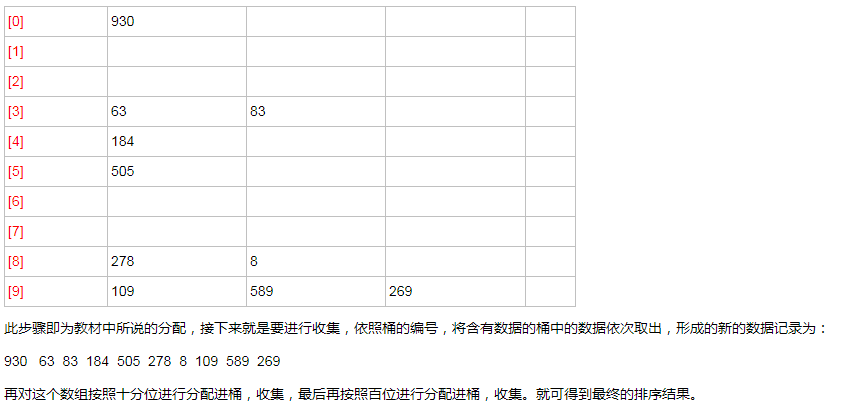 [0] 930
[1]
[2]
[3] 63 83
[4] 184
[5] 505
[6]
[7]
[8] 278 8
[9] 109 589 269
此步骤即为教材中所说的分配，接下来就是要进行收集，依照桶的编号，将含有数据的桶中的数据依次取出，形成的新的数据记录为：
930 63 83 184 505 278 8 109 589 269
再对这个数组按照十分位进行分配进桶，收集，最后再按照百位进行分配进桶，收集。就可得到最终的排序结果。